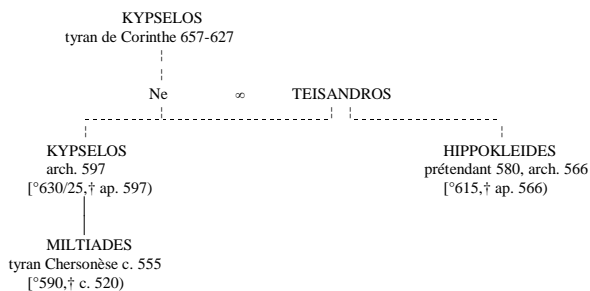 KYPSELOS
tyran de Corinthe 657-627
Ne ∞ TEISANDROS
KYPSELOS
arch. 597
[°630/25,† ap. 597)
HIPPOKLEIDES
prétendant 580, arch. 566
[°615,† ap. 566)
MILTIADES
tyran Chersonèse c. 555
[°590,† c. 520)